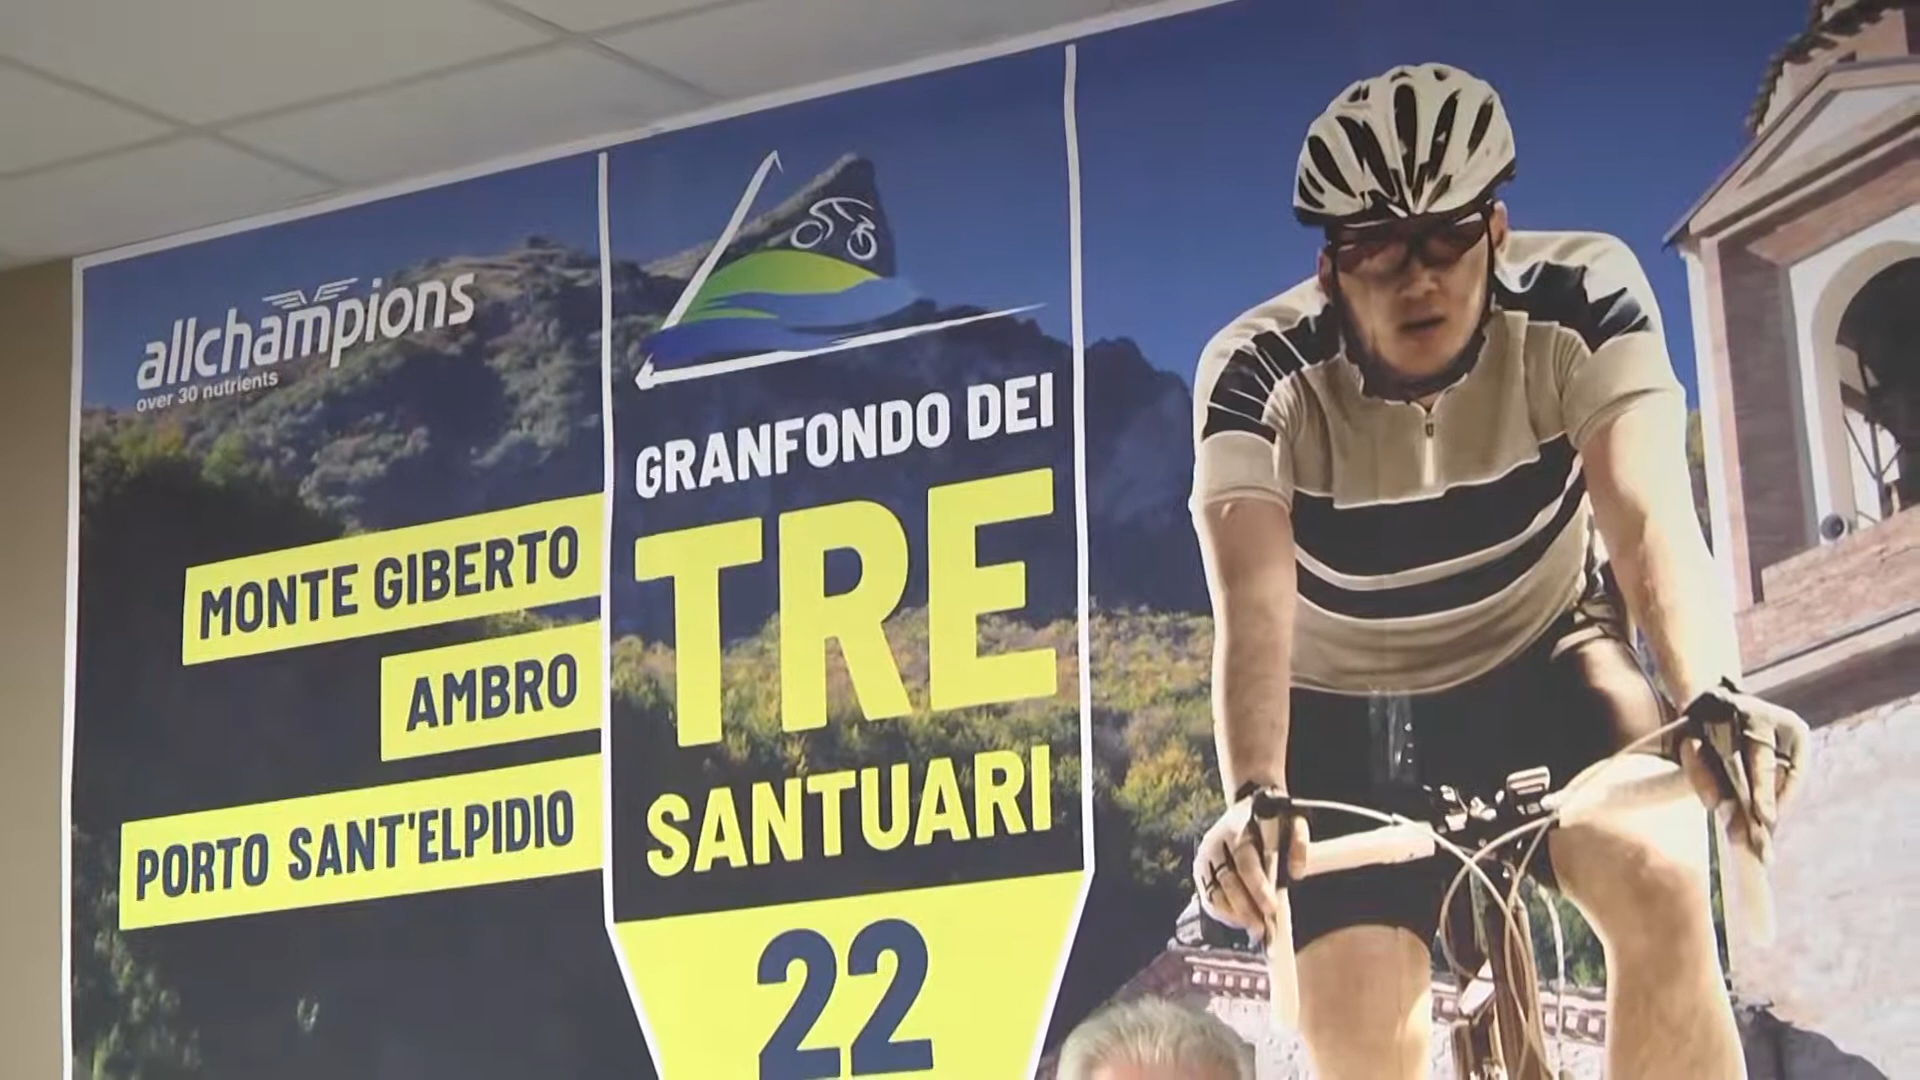 allchampions
over 30 nutrients
MONTE GIBERTO
AMBRO
PORTO SANT'ELPIDIO
GRANFONDO DEI
TRE
SANTUARI
22